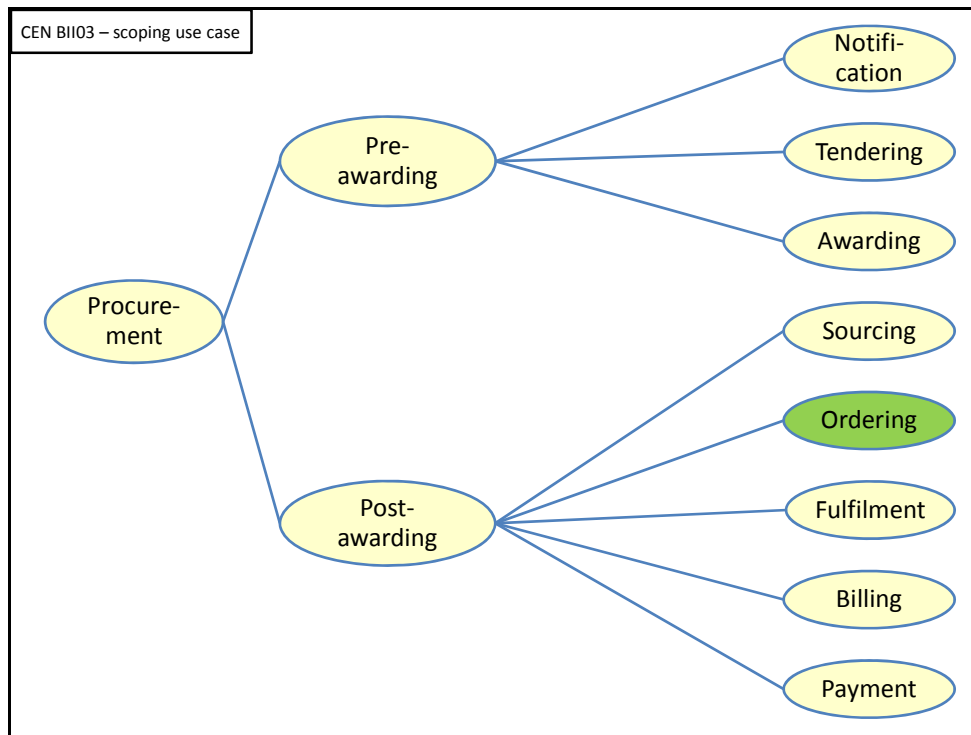 CEN BII03 – scoping use case
Notifi-
cation
Pre-
awarding
Tendering
Awarding
Procure-
ment
Sourcing
Ordering
Post-
awarding
Fulfilment
Billing
Payment